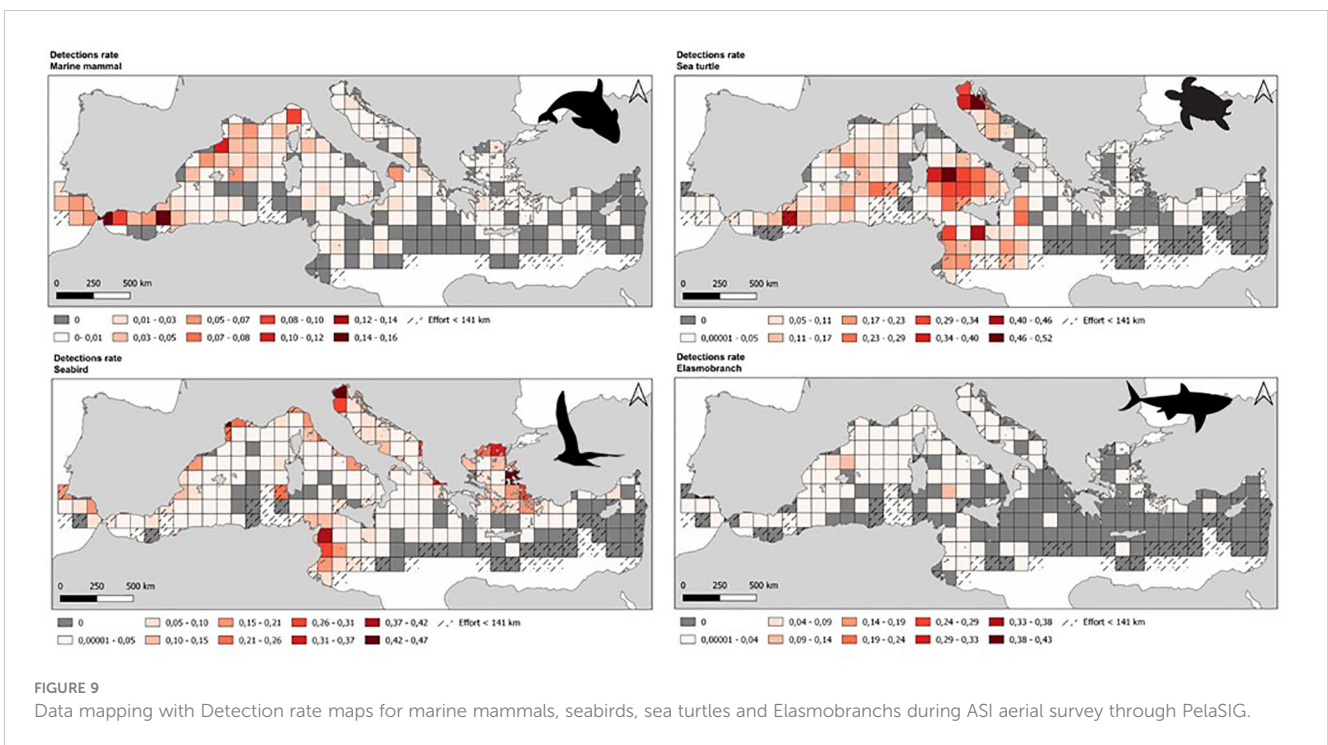 Detections rate
Marine mammal
0 250 500 km
0 0,01 - 0,03 0,05 - 0,07 0,08 - 0,10 0,12 - 0,14 Effort < 141 km
0- 0,01 0,03 - 0,05 0,07 - 0,08 0,10 - 0,12 0,14 - 0,16
Detections rate
Sea turtle
0 250 500 km
0 0,05 - 0,11 0,17 - 0,23 0,29 - 0,34 0,40 - 0,46 Effort < 141 km
0,00001 - 0,05 0,11 - 0,17 0,23 - 0,29 0,34 - 0,40 0,46 - 0,52
Detections rate
Seabird
0 250 500 km
0 0,05 - 0,10 0,15 - 0,21 0,26 - 0,31 0,37 - 0,42 Effort < 141 km
0,00001 - 0,05 0,10 - 0,15 0,21 - 0,26 0,31 - 0,37 0,42 - 0,47
Detections rate
Elasmobranch
0 250 500 km
0 0,04 - 0,09 0,14 - 0,19 0,24 - 0,29 0,33 - 0,38 Effort < 141 km
0,00001 - 0,04 0,09 - 0,14 0,19 - 0,24 0,29 - 0,33 0,38 - 0,43
FIGURE 9
Data mapping with Detection rate maps for marine mammals, seabirds, sea turtles and Elasmobranchs during ASI aerial survey through PelaSIG.